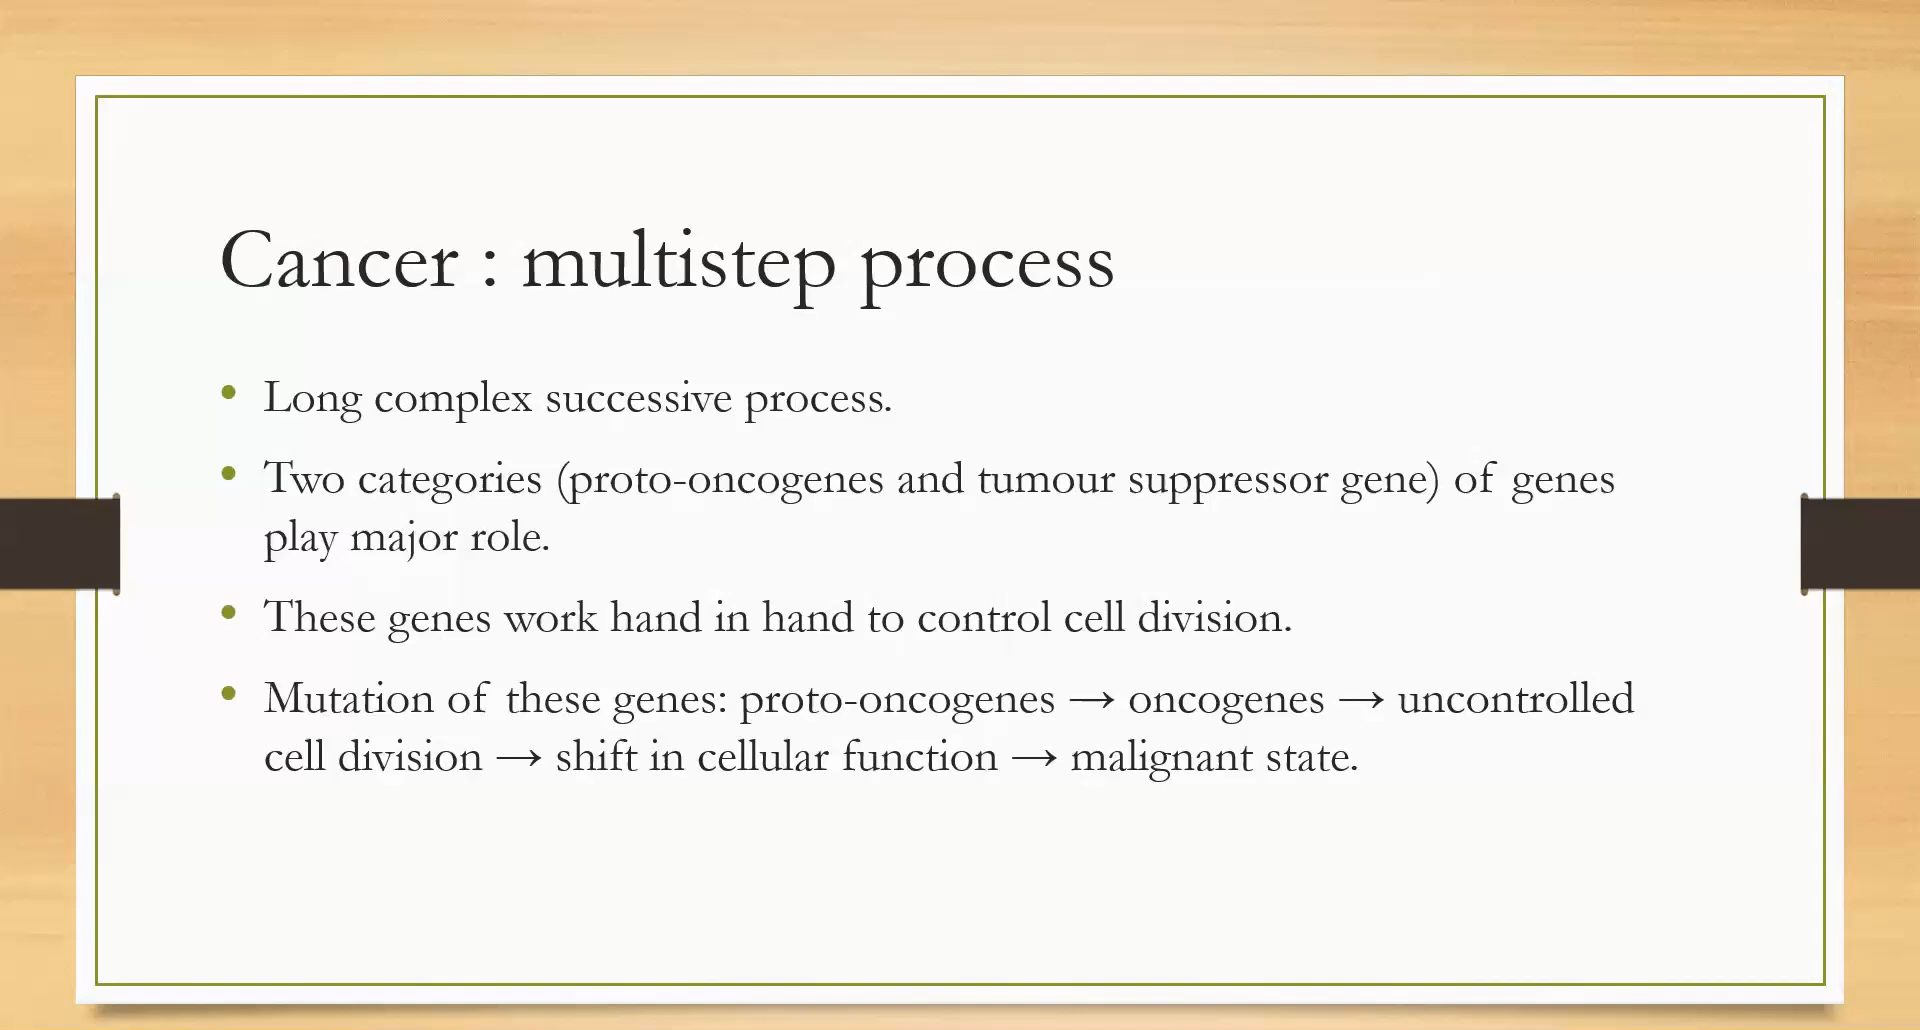 Cancer : multistep process
Long complex successive process.
Two categories (proto-oncogenes and tumour suppressor gene) of genes
play major role.
These genes work hand in hand to control cell division.
Mutation of these genes: proto-oncogenes → oncogenes → uncontrolled
cell division → shift in cellular function → malignant state.